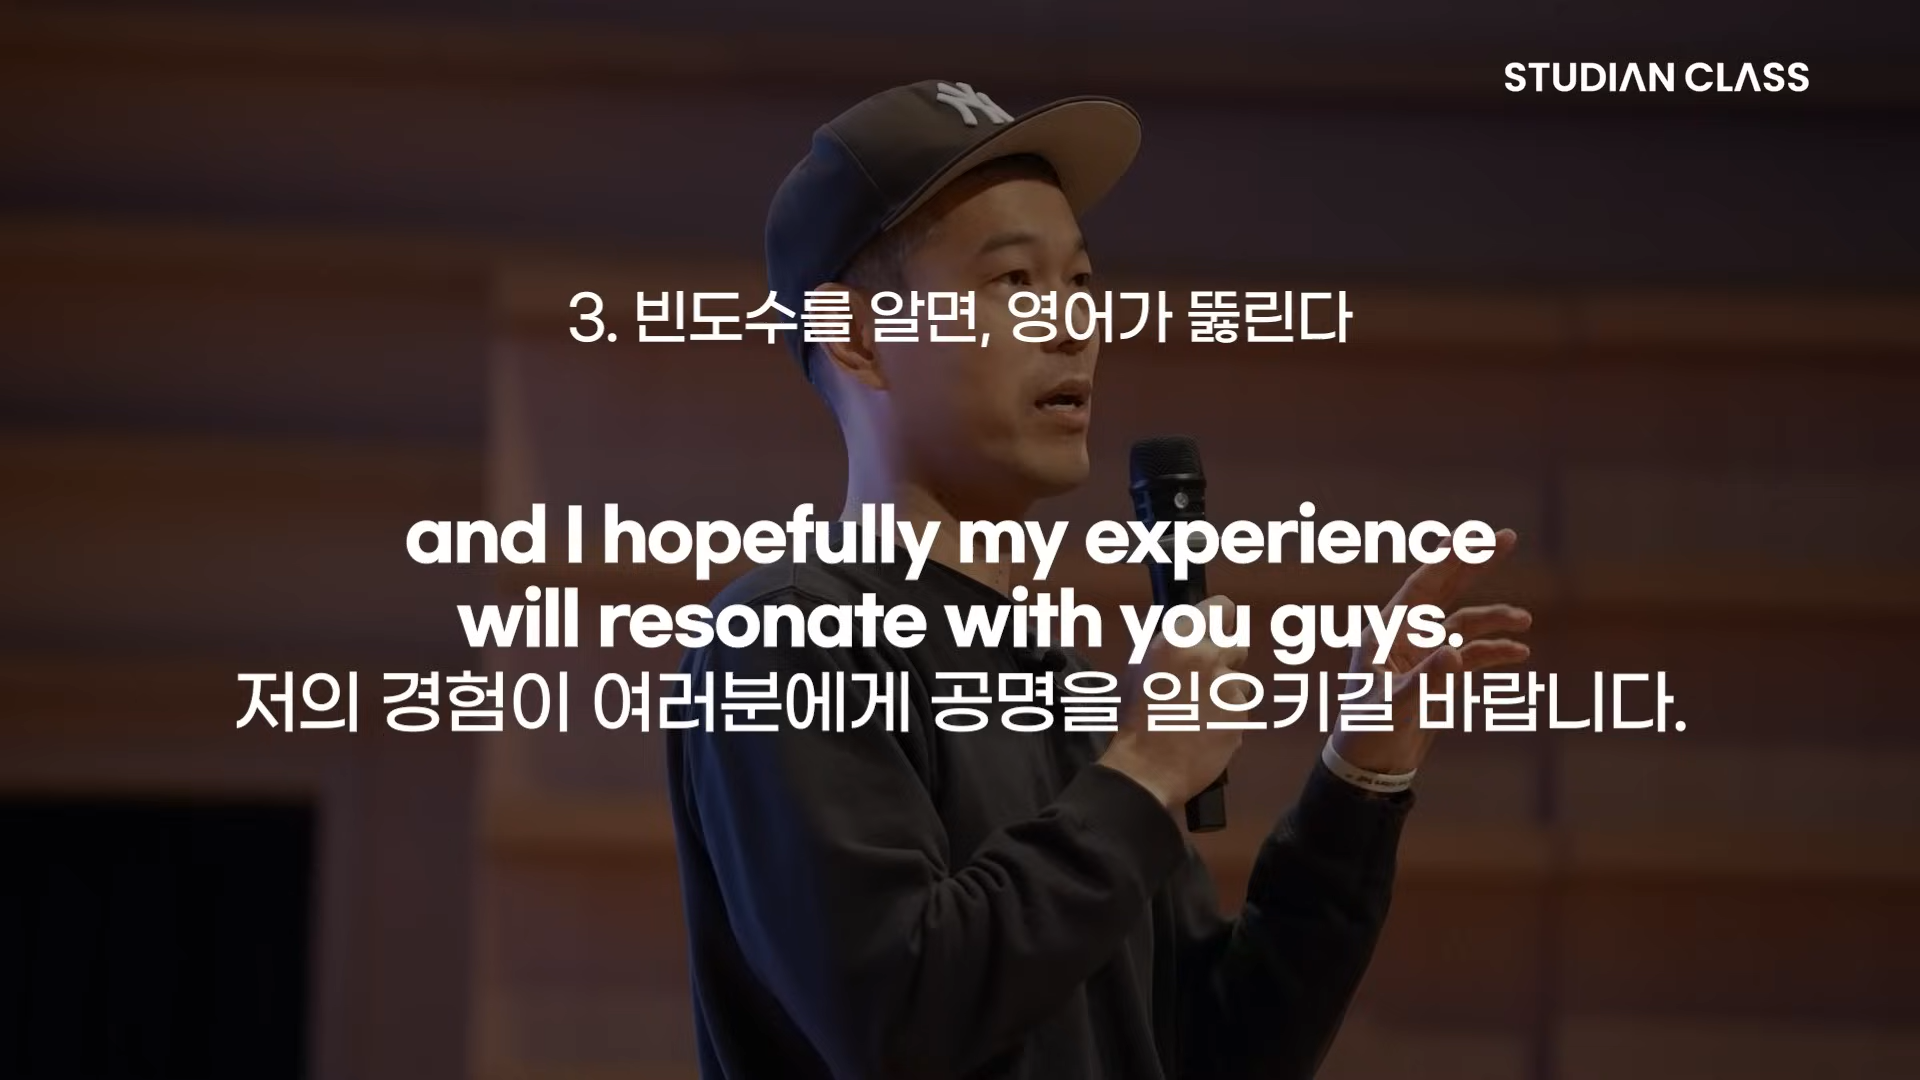 STUDIAN CLASS
3. 빈도수를 알면, 영어가 뚫린다
and I hopefully my experience
will resonate with you guys.
저의 경험이 여러분에게 공명을 일으키길 바랍니다.